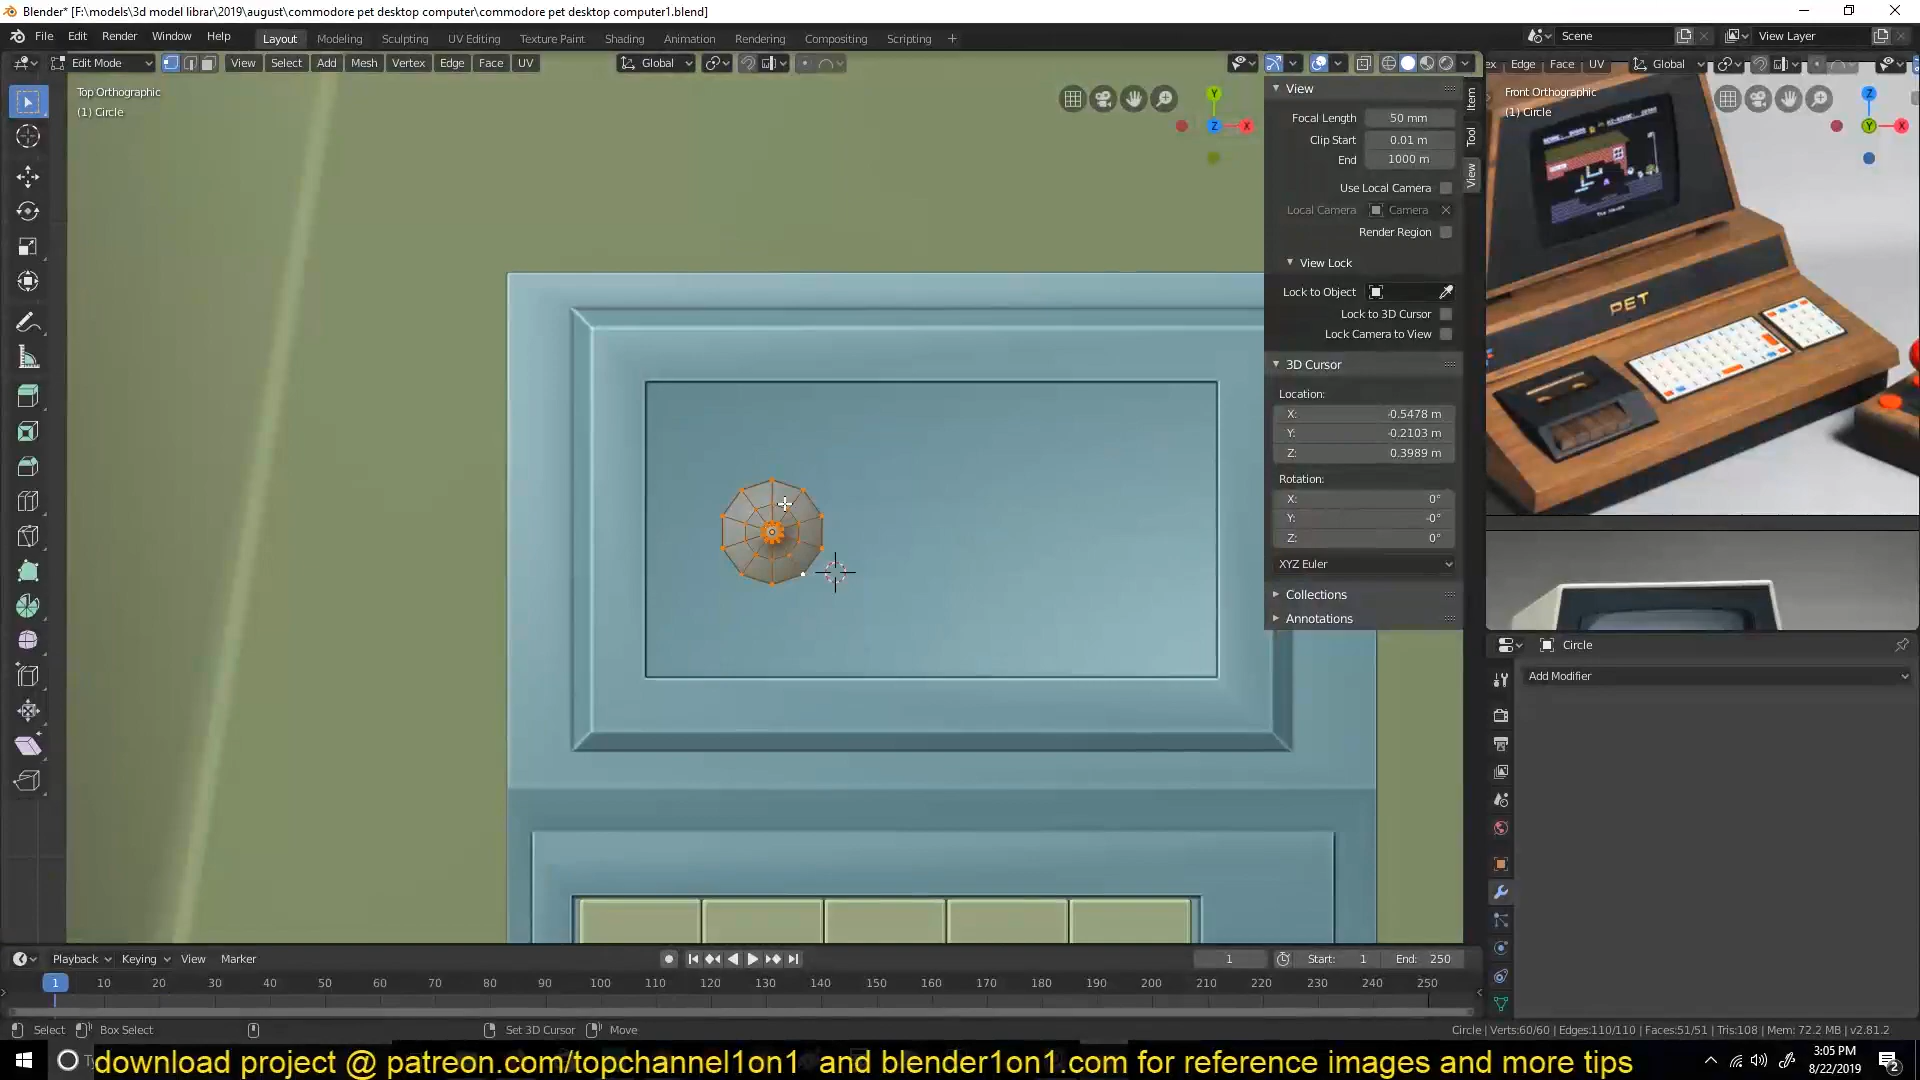 Blender* [F:\models\3d model librar\2019\august\commodore pet desktop computer\commodore pet desktop computer1.blend]
File Edit Render Window Help Layout Modeling Sculpting UV Editing Texture Paint Shading Animation Rendering Compositing Scripting + Scene View Layer
Edit Mode View Select Add Mesh Vertex Edge Face UV Global
Edge Face UV Global
Top Orthographic
(1) Circle
Front Orthographic
(1) Circle
Y
Z
X
Z
Y
X
PET
View
Focal Length 50 mm
Clip Start 0.01 m
End 1000 m
Use Local Camera
Local Camera Camera
Render Region
View Lock
Lock to Object
Lock to 3D Cursor
Lock Camera to View
3D Cursor
Location:
X: -0.5478 m
Y: -0.2103 m
Z: 0.3989 m
Rotation:
X: 0°
Y: -0°
Z: 0°
XYZ Euler
Collections
Annotations
Item
Tool
View
Circle
Add Modifier
Playback Keying View Marker 1 Start: 1 End: 250
1 10 20 30 40 50 60 70 80 90 100 110 120 130 140 150 160 170 180 190 200 210 220 230 240 250
Select Box Select Set 3D Cursor Move Circle | Verts:60/60 | Edges:110/110 | Faces:51/51 | Tris:108 | Mem: 72.2 MB | v2.81.2
download project @ patreon.com/topchannel1on1 and blender1on1.com for reference images and more tips
3:05 PM
8/22/2019
2